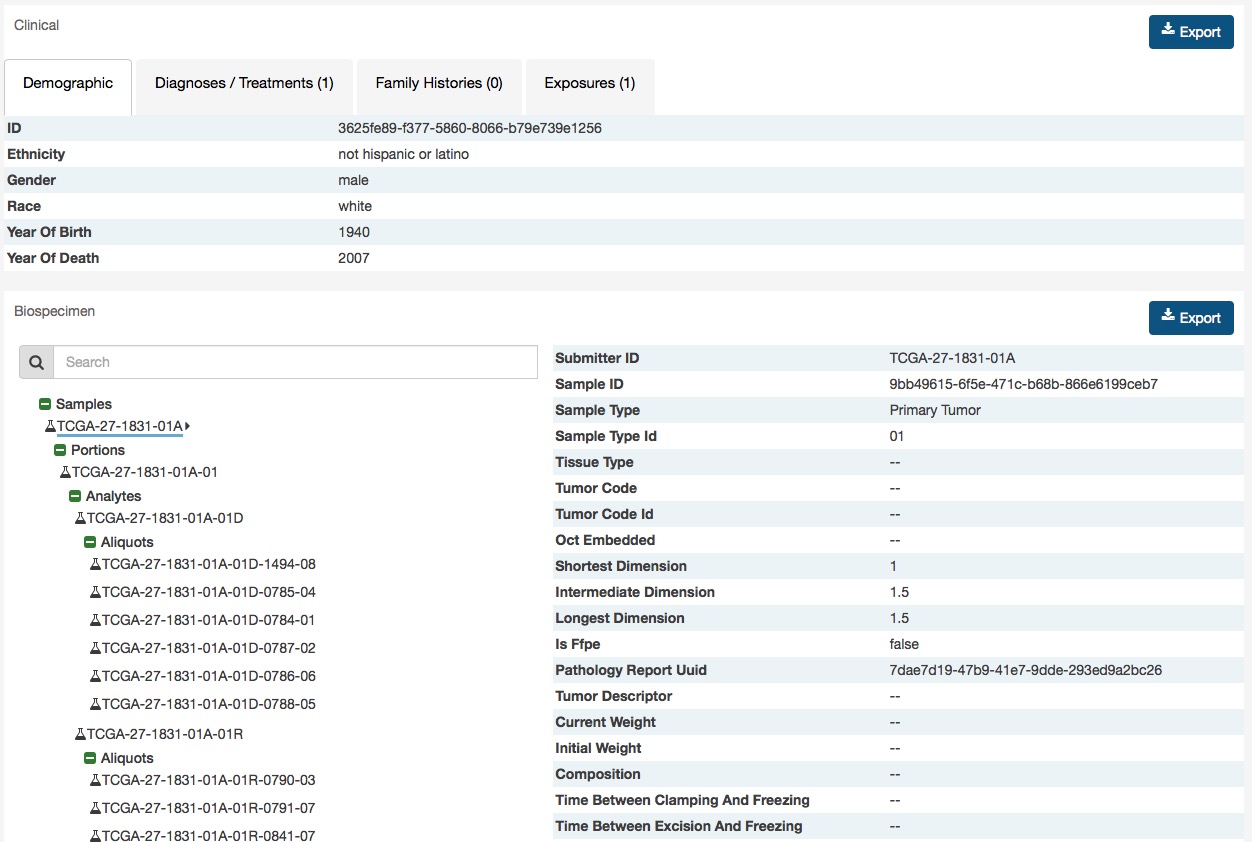 Clinical
Export
Demographic Diagnoses / Treatments (1) Family Histories (0) Exposures (1)
ID 3625fe89-f377-5860-8066-b79e739e1256
Ethnicity not hispanic or latino
Gender male
Race white
Year Of Birth 1940
Year Of Death 2007
Biospecimen
Export
Search
Samples
TCGA-27-1831-01A
Portions
TCGA-27-1831-01A-01
Analytes
TCGA-27-1831-01A-01D
Aliquots
TCGA-27-1831-01A-01D-1494-08
TCGA-27-1831-01A-01D-0785-04
TCGA-27-1831-01A-01D-0784-01
TCGA-27-1831-01A-01D-0787-02
TCGA-27-1831-01A-01D-0786-06
TCGA-27-1831-01A-01D-0788-05
TCGA-27-1831-01A-01R
Aliquots
TCGA-27-1831-01A-01R-0790-03
TCGA-27-1831-01A-01R-0791-07
TCGA-27-1831-01A-01R-0841-07
Submitter ID TCGA-27-1831-01A
Sample ID 9bb49615-6f5e-471c-b68b-866e6199ceb7
Sample Type Primary Tumor
Sample Type Id 01
Tissue Type --
Tumor Code --
Tumor Code Id --
Oct Embedded --
Shortest Dimension 1
Intermediate Dimension 1.5
Longest Dimension 1.5
Is Ffpe false
Pathology Report Uuid 7dae7d19-47b9-41e7-9dde-293ed9a2bc26
Tumor Descriptor --
Current Weight --
Initial Weight --
Composition --
Time Between Clamping And Freezing --
Time Between Excision And Freezing --